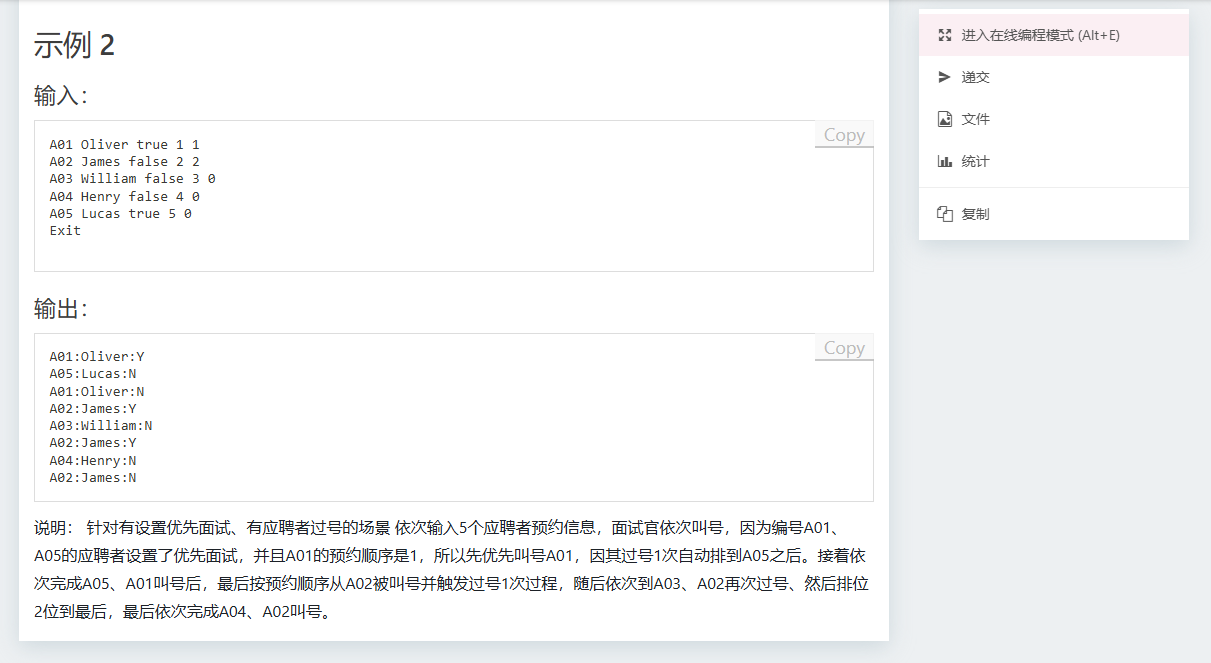 示例 2
进入在线编程模式 (Alt+E)
递交
文件
统计
复制
输入：
Copy
A01 Oliver true 1 1
A02 James false 2 2
A03 William false 3 0
A04 Henry false 4 0
A05 Lucas true 5 0
Exit
输出：
Copy
A01:Oliver:Y
A05:Lucas:N
A01:Oliver:N
A02:James:Y
A03:William:N
A02:James:Y
A04:Henry:N
A02:James:N
说明： 针对有设置优先面试、有应聘者过号的场景 依次输入5个应聘者预约信息，面试官依次叫号，因为编号A01、
A05的应聘者设置了优先面试，并且A01的预约顺序是1，所以先优先叫号A01，因其过号1次自动排到A05之后。接着依
次完成A05、A01叫号后，最后按预约顺序从A02被叫号并触发过号1次过程，随后依次到A03、A02再次过号、然后排位
2位到最后，最后依次完成A04、A02叫号。